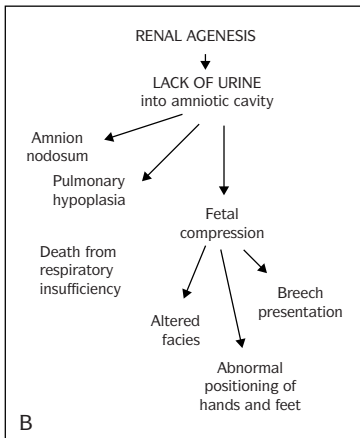 RENAL AGENESIS
LACK OF URINE
into amniotic cavity
Amnion
nodosum
Pulmonary
hypoplasia
Fetal
compression
Death from
respiratory
insufficiency
Breech
presentation
Altered
facies
Abnormal
positioning of
hands and feet
B